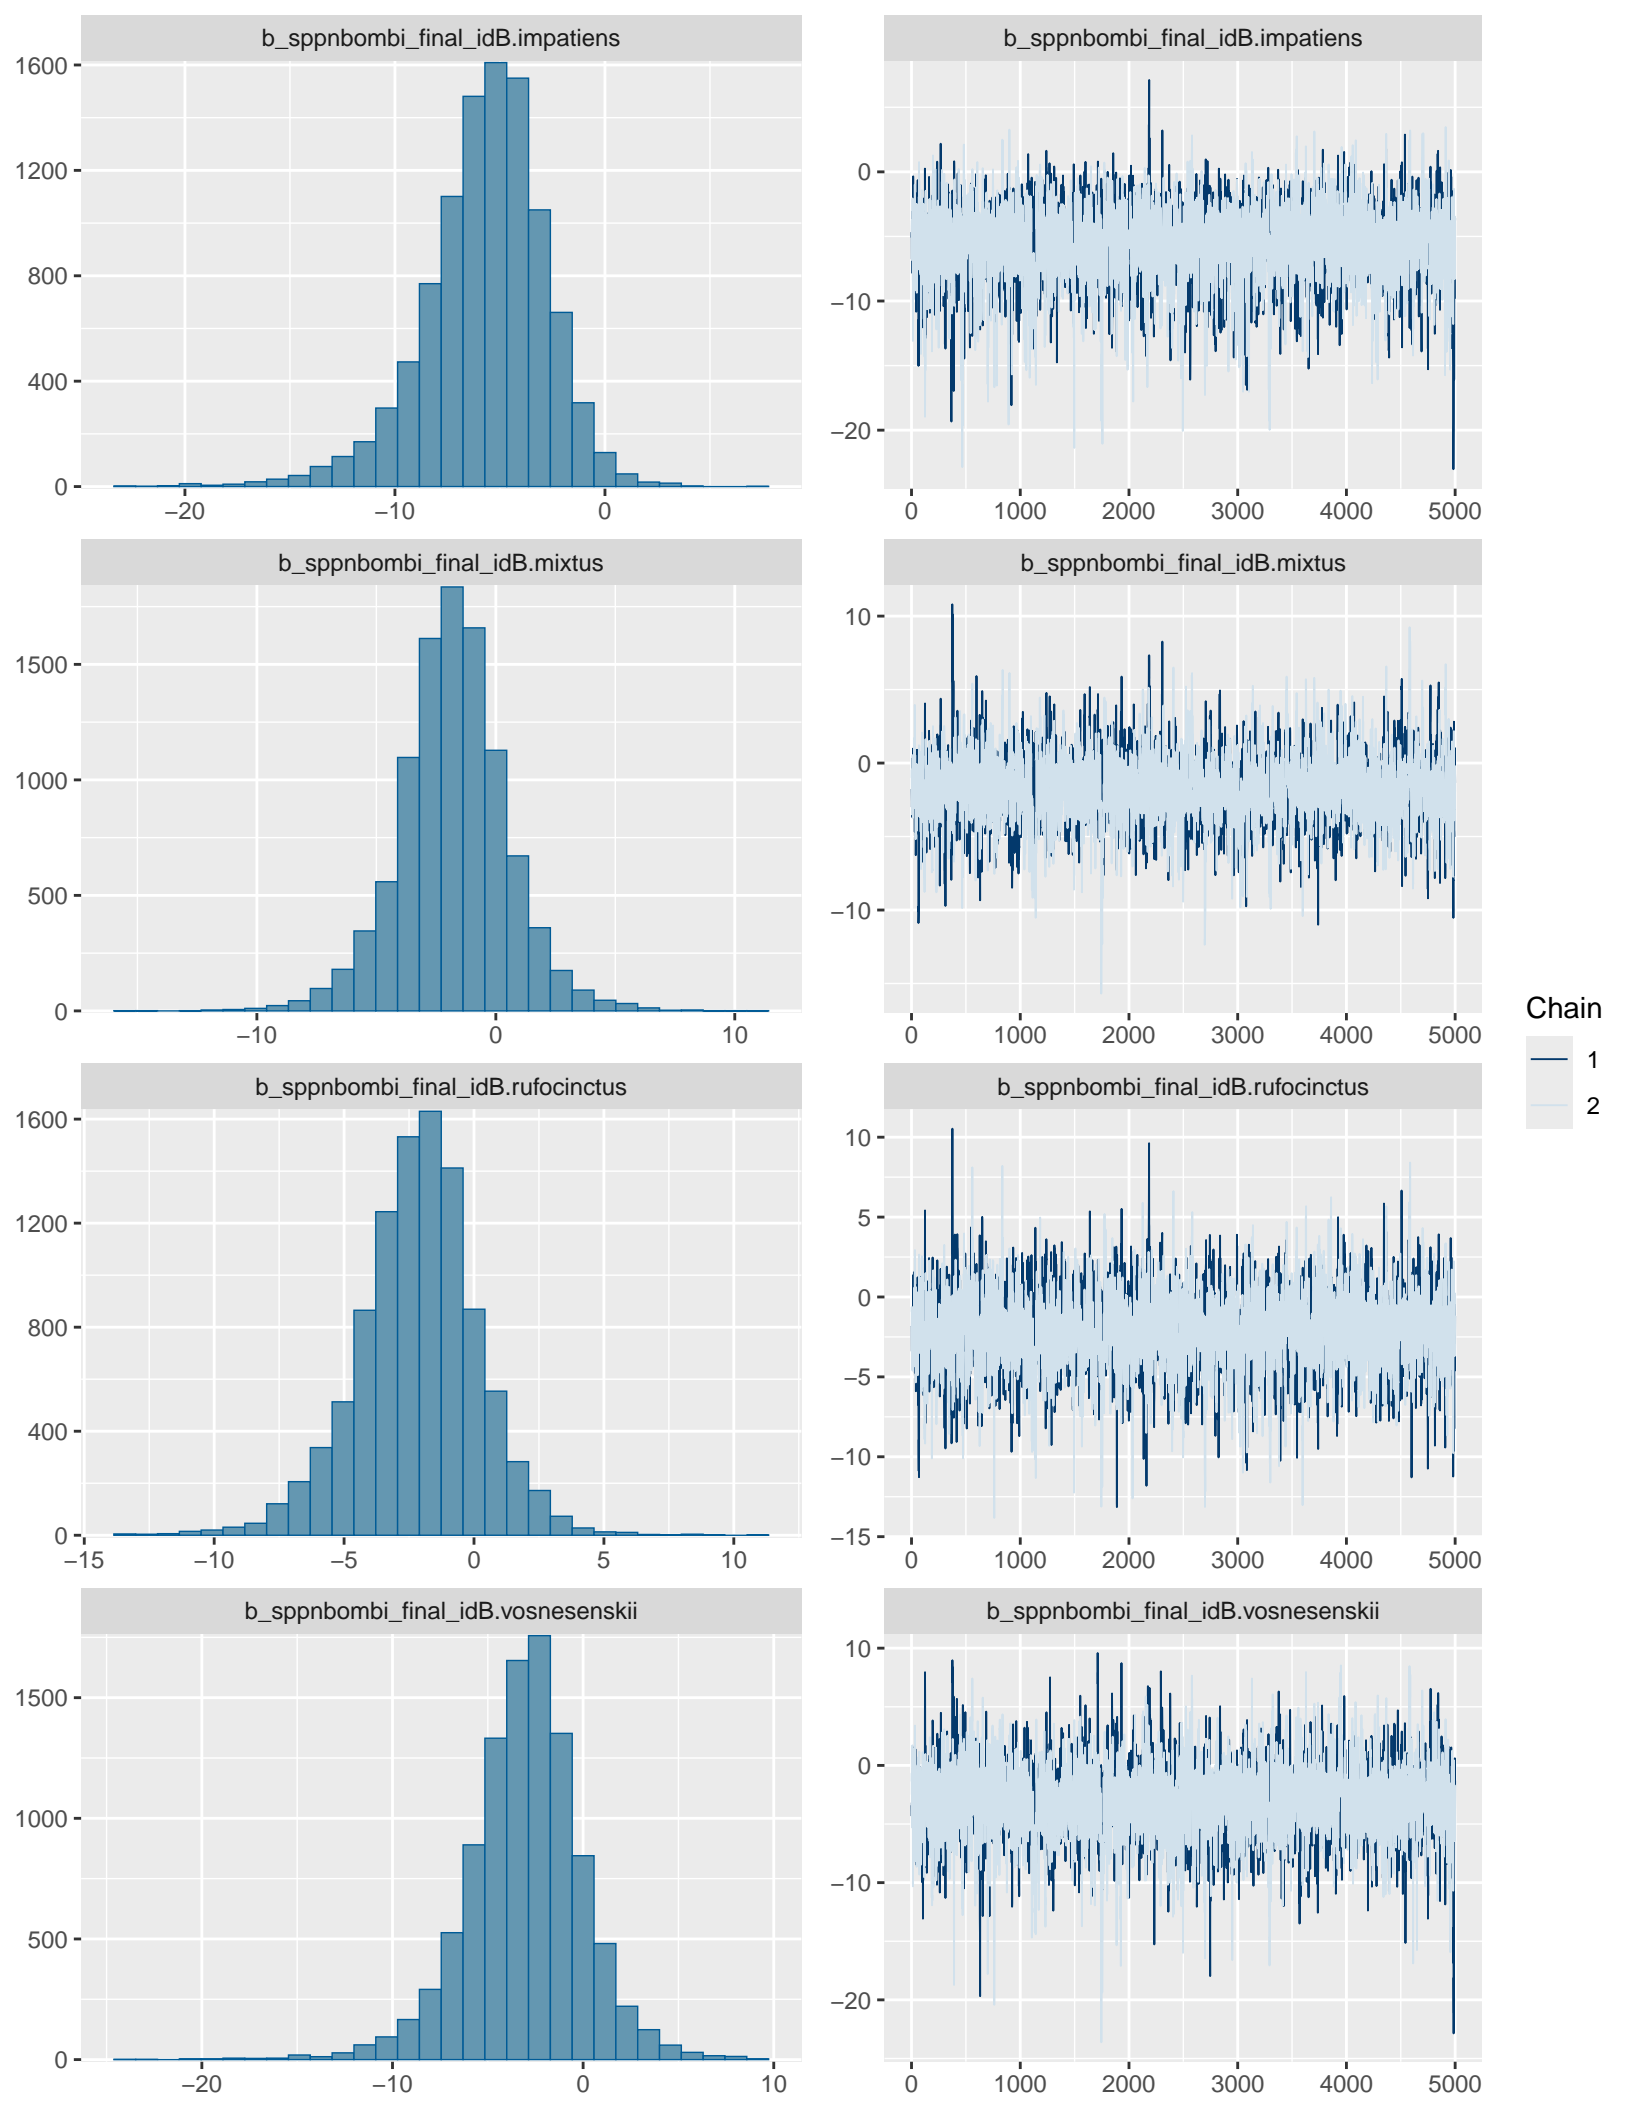 b_sppnbombi_final_idB.impatiens
1600
1200
800
400
0
−20 −10 0
b_sppnbombi_final_idB.impatiens
0
−10
−20
0 1000 2000 3000 4000 5000
b_sppnbombi_final_idB.mixtus
1500
1000
500
0
−10 0 10
b_sppnbombi_final_idB.mixtus
10
0
−10
0 1000 2000 3000 4000 5000
b_sppnbombi_final_idB.rufocinctus
1600
1200
800
400
0
−15 −10 −5 0 5 10
b_sppnbombi_final_idB.rufocinctus
10
5
0
−5
−10
−15
0 1000 2000 3000 4000 5000
b_sppnbombi_final_idB.vosnesenskii
1500
1000
500
0
−20 −10 0 10
b_sppnbombi_final_idB.vosnesenskii
10
0
−10
−20
0 1000 2000 3000 4000 5000
Chain
1
2